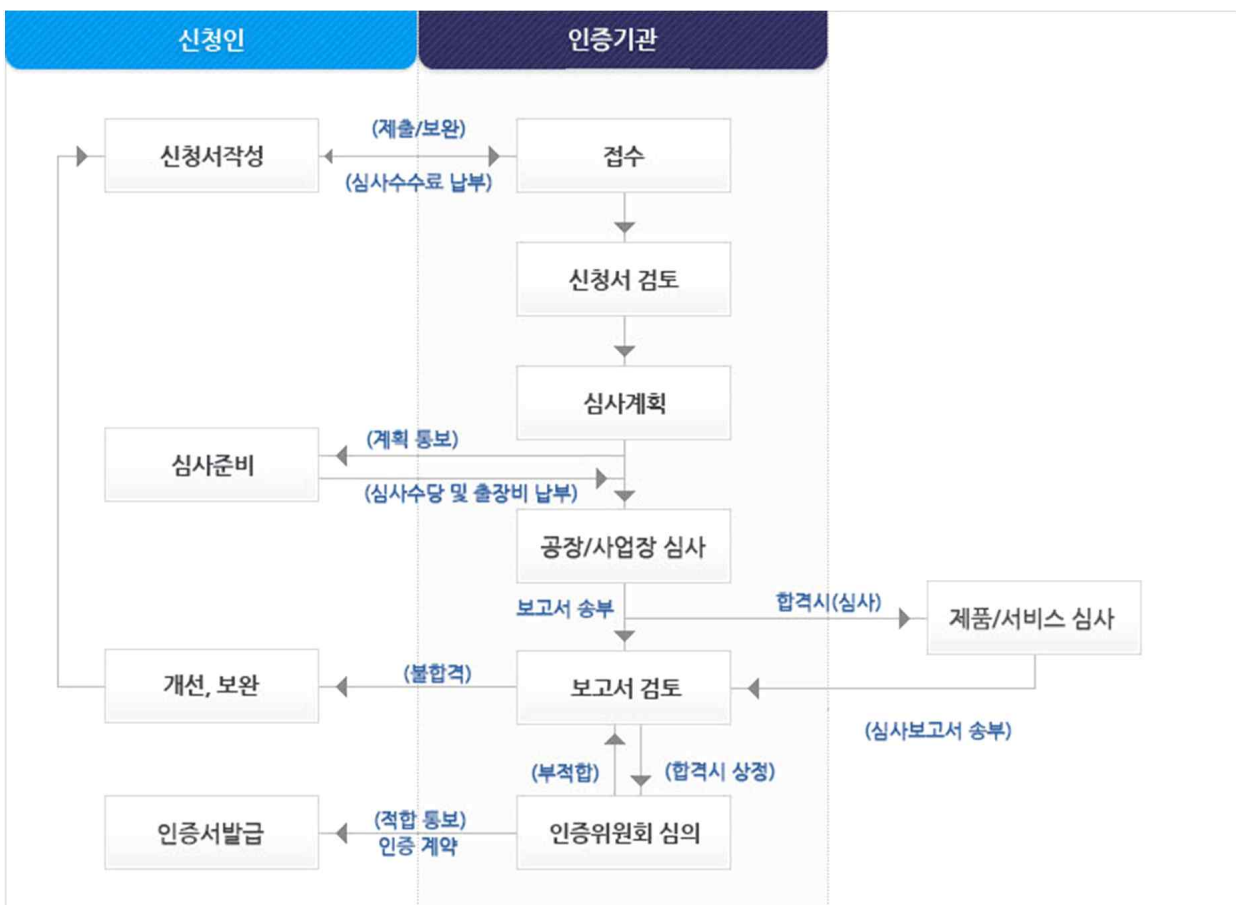 신청인
인증기관
(제출/보완)
신청서작성
접수
(심사수수료 납부)
신청서 검토
심사계획
(계획 통보)
심사준비
(심사수당 및 출장비 납부)
공장/사업장 심사
보고서 송부
합격시(심사)
제품/서비스 심사
(불합격)
개선, 보완
보고서 검토
(심사보고서 송부)
(부적합)
(합격시 상정)
인증서발급
(적합 통보)
인증 계약
인증위원회 심의